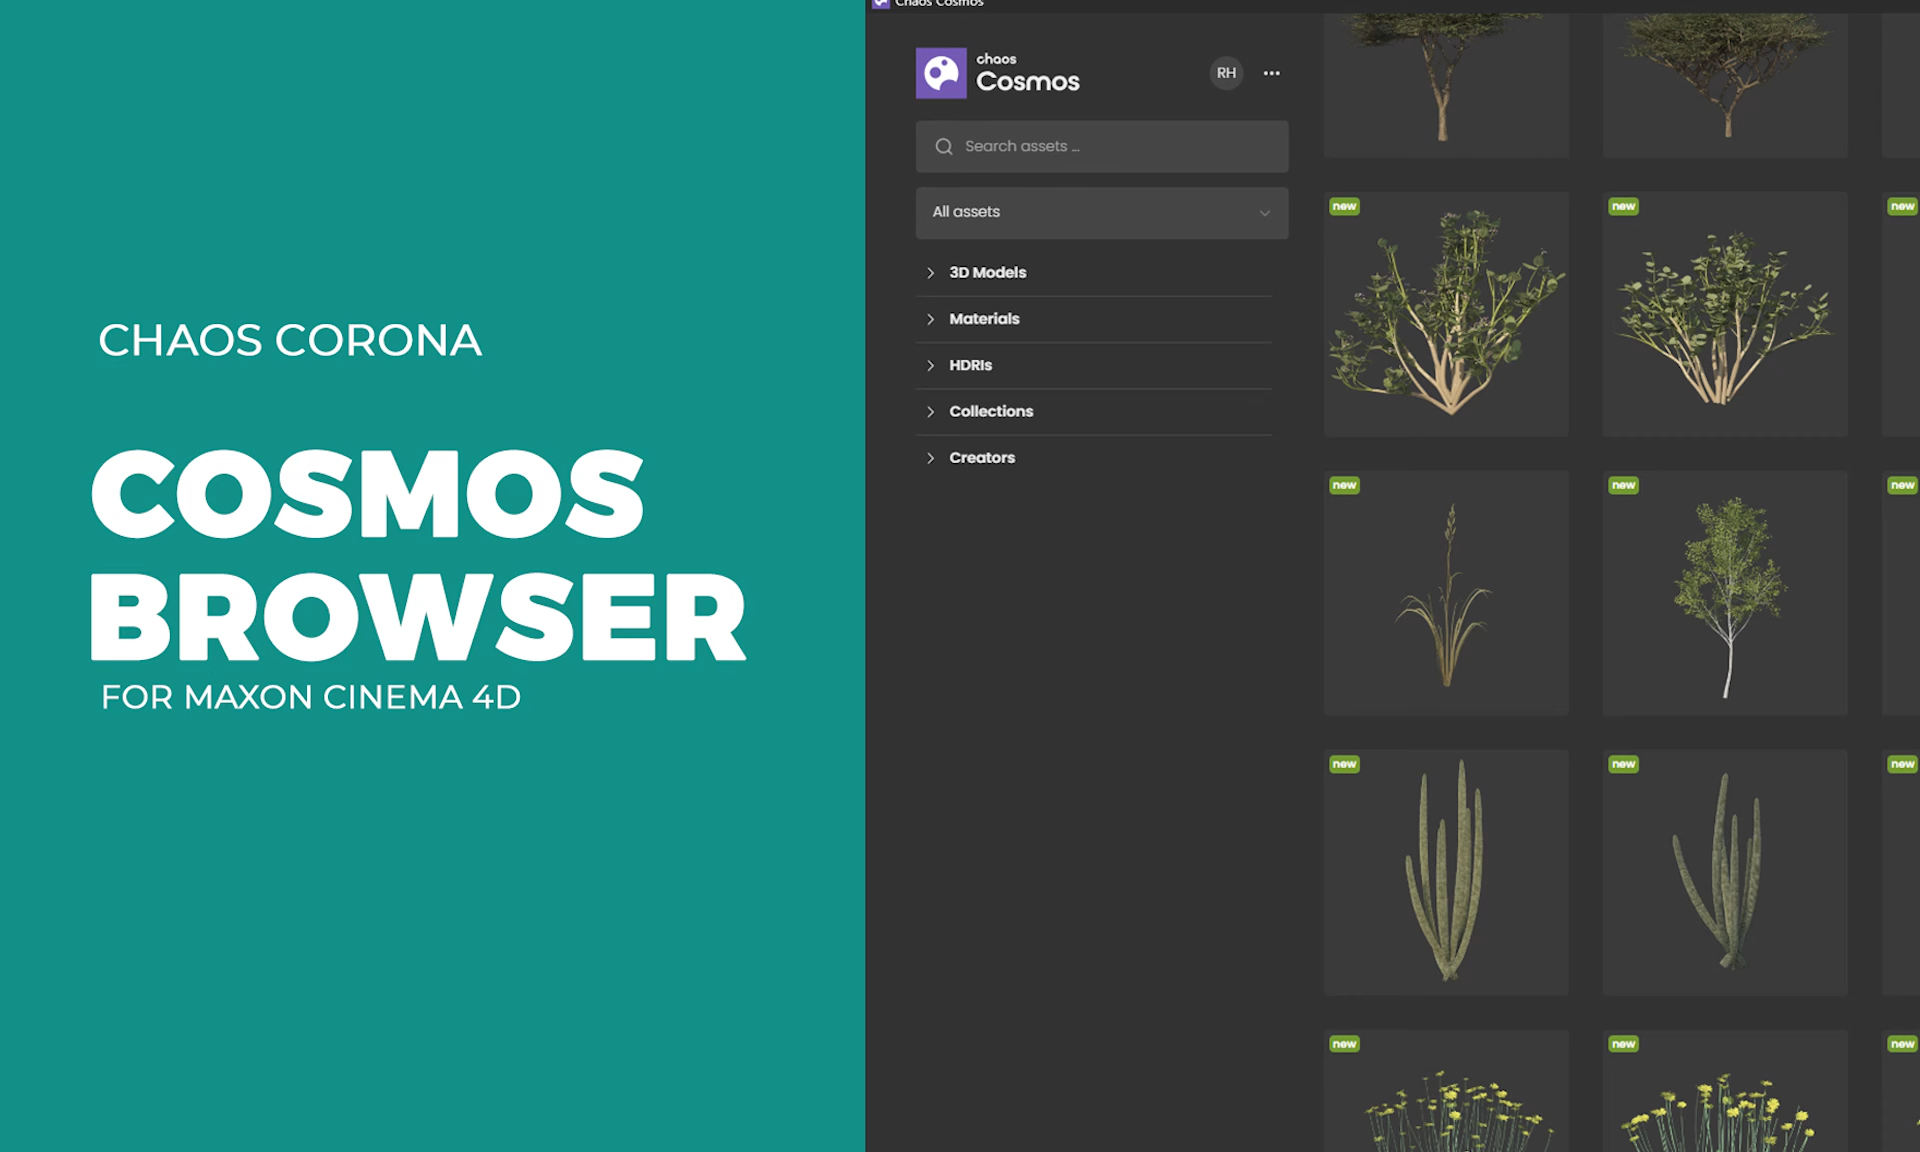 CHAOS CORONA
COSMOS
BROWSER
FOR MAXON CINEMA 4D
Chaos Cosmos
chaos
Cosmos
RH
Search assets ...
All assets
3D Models
Materials
HDRIs
Collections
Creators
new
new
new
new
new
new
new
new
new
new
new
new